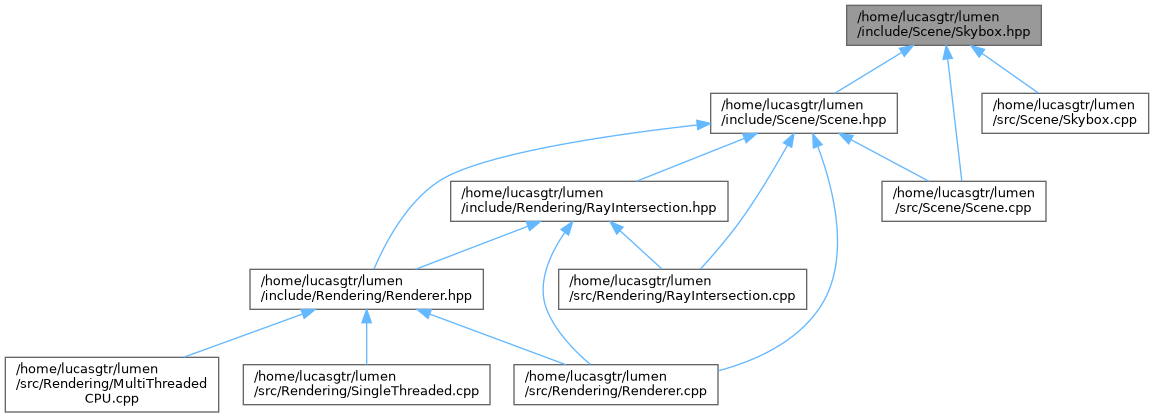 /home/lucasgtr/lumen
/include/Scene/Skybox.hpp
/home/lucasgtr/lumen
/include/Scene/Scene.hpp
/home/lucasgtr/lumen
/src/Scene/Skybox.cpp
/home/lucasgtr/lumen
/include/Rendering/RayIntersection.hpp
/home/lucasgtr/lumen
/src/Scene/Scene.cpp
/home/lucasgtr/lumen
/include/Rendering/Renderer.hpp
/home/lucasgtr/lumen
/src/Rendering/RayIntersection.cpp
/home/lucasgtr/lumen
/src/Rendering/MultiThreaded
CPU.cpp
/home/lucasgtr/lumen
/src/Rendering/SingleThreaded.cpp
/home/lucasgtr/lumen
/src/Rendering/Renderer.cpp